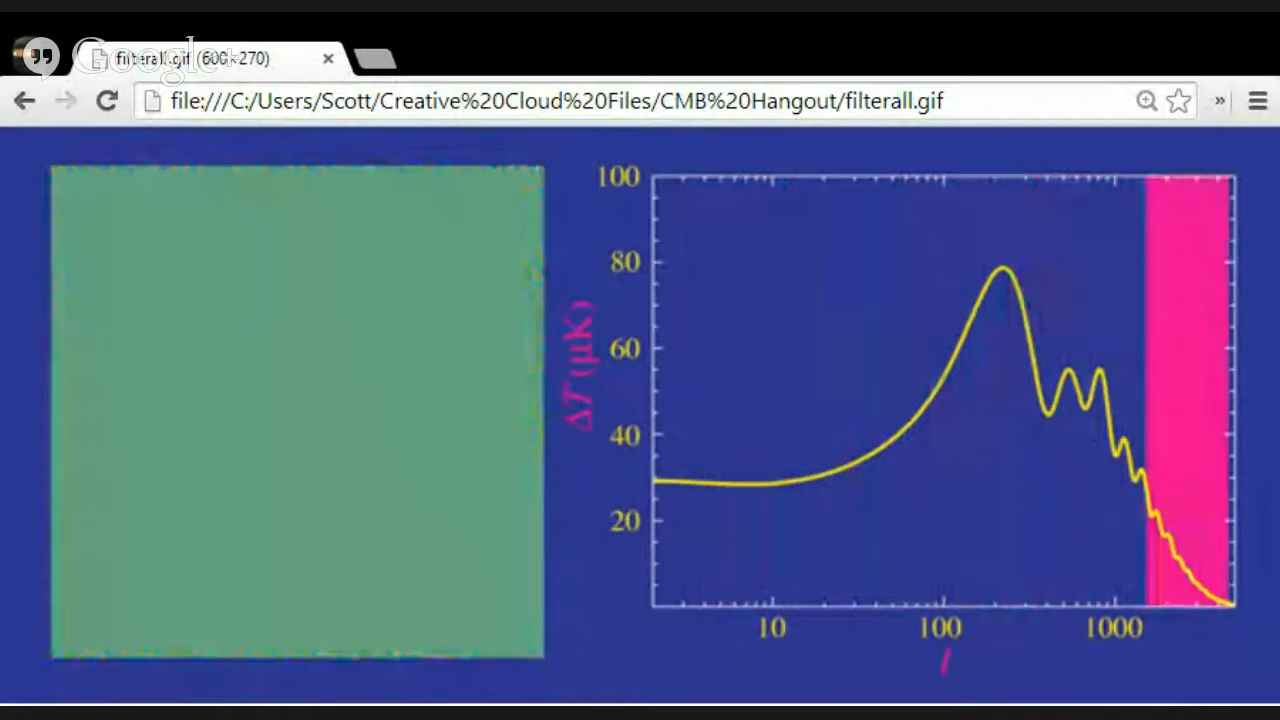 Google+
filterall.gif (600×270)
file:///C:/Users/Scott/Creative%20Cloud%20Files/CMB%20Hangout/filterall.gif
100
80
60
40
20
ΔT (μK)
10
100
1000
l